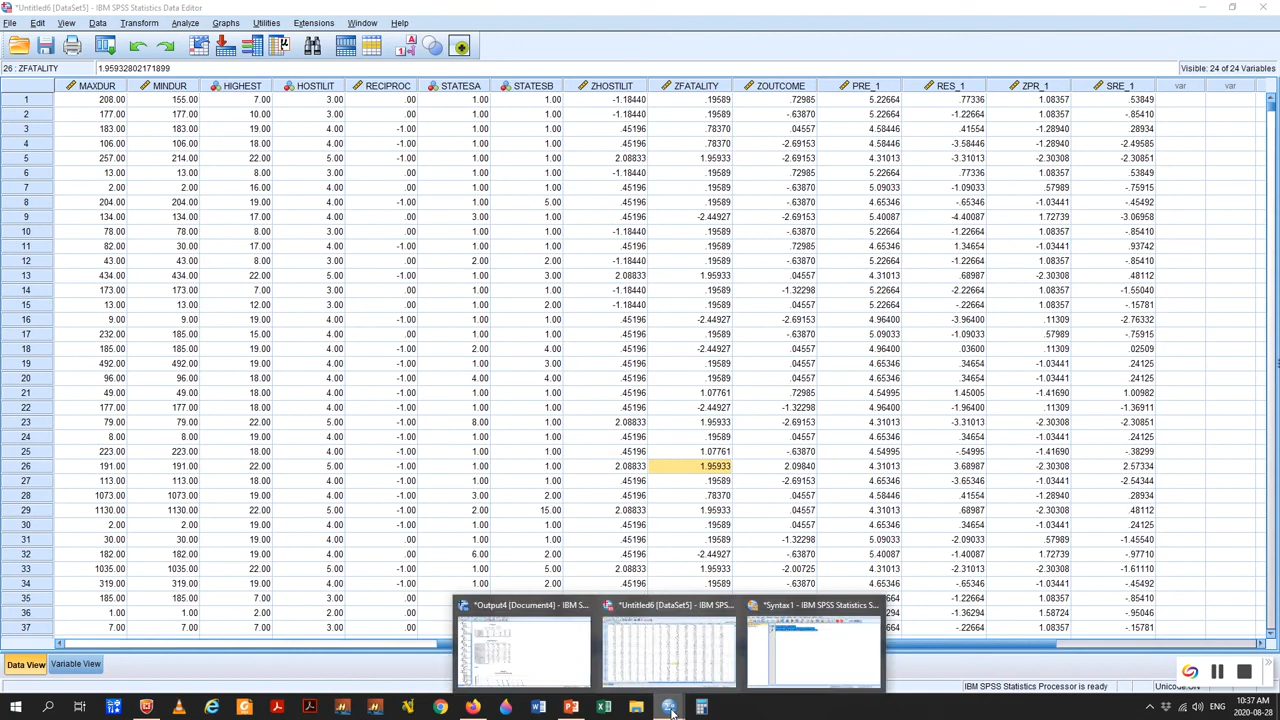 *Untitled6 [DataSet5] - IBM SPSS Statistics Data Editor
File Edit View Data Transform Analyze Graphs Utilities Extensions Window Help
26 : ZFATALITY 1.95932802171899 Visible: 24 of 24 Variables
MAXDUR MINDUR HIGHEST HOSTILIT RECIPROC STATESA STATESB ZHOSTILIT ZFATALITY ZOUTCOME PRE_1 RES_1 ZPR_1 SRE_1 var var
1 208.00 155.00 7.00 3.00 .00 1.00 1.00 -1.18440 .19589 .72985 5.22664 .77336 1.08357 .53849
2 177.00 177.00 10.00 3.00 .00 1.00 1.00 -1.18440 .19589 -.63870 5.22664 -1.22664 1.08357 -.85410
3 183.00 183.00 19.00 4.00 -1.00 1.00 1.00 .45196 .78370 .04557 4.58446 .41554 -1.28940 .28934
4 106.00 106.00 18.00 4.00 -1.00 1.00 1.00 .45196 .78370 -2.69153 4.58446 -3.58446 -1.28940 -2.49585
5 257.00 214.00 22.00 5.00 -1.00 1.00 1.00 2.08833 1.95933 -2.69153 4.31013 -3.31013 -2.30308 -2.30851
6 13.00 13.00 8.00 3.00 .00 1.00 1.00 -1.18440 .19589 .72985 5.22664 .77336 1.08357 .53849
7 2.00 2.00 16.00 4.00 .00 1.00 1.00 .45196 .19589 -.63870 5.09033 -1.09033 .57989 -.75915
8 204.00 204.00 19.00 4.00 -1.00 1.00 5.00 .45196 .19589 -.63870 4.65346 -.65346 -1.03441 -.45492
9 134.00 134.00 17.00 4.00 .00 3.00 1.00 .45196 -2.44927 -2.69153 5.40087 -4.40087 1.72739 -3.06958
10 78.00 78.00 8.00 3.00 .00 1.00 1.00 -1.18440 .19589 -.63870 5.22664 -1.22664 1.08357 -.85410
11 82.00 30.00 17.00 4.00 -1.00 1.00 1.00 .45196 .19589 .72985 4.65346 1.34654 -1.03441 .93742
12 43.00 43.00 8.00 3.00 .00 2.00 2.00 -1.18440 .19589 -.63870 5.22664 -1.22664 1.08357 -.85410
13 434.00 434.00 22.00 5.00 -1.00 1.00 3.00 2.08833 1.95933 .04557 4.31013 .68987 -2.30308 .48112
14 173.00 173.00 7.00 3.00 .00 1.00 1.00 -1.18440 .19589 -1.32298 5.22664 -2.22664 1.08357 -1.55040
15 13.00 13.00 12.00 3.00 .00 1.00 2.00 -1.18440 .19589 .04557 5.22664 -.22664 1.08357 -.15781
16 9.00 9.00 19.00 4.00 -1.00 1.00 1.00 .45196 -2.44927 -2.69153 4.96400 -3.96400 .11309 -2.76332
17 232.00 185.00 15.00 4.00 .00 1.00 1.00 .45196 .19589 -.63870 5.09033 -1.09033 .57989 -.75915
18 185.00 185.00 19.00 4.00 -1.00 2.00 4.00 .45196 -2.44927 .04557 4.96400 .03600 .11309 .02509
19 492.00 492.00 19.00 4.00 -1.00 1.00 3.00 .45196 .19589 .04557 4.65346 .34654 -1.03441 .24125
20 96.00 96.00 18.00 4.00 -1.00 4.00 4.00 .45196 .19589 .04557 4.65346 .34654 -1.03441 .24125
21 49.00 49.00 18.00 4.00 -1.00 1.00 1.00 .45196 1.07761 .72985 4.54995 1.45005 -1.41690 1.00982
22 177.00 177.00 18.00 4.00 -1.00 1.00 1.00 .45196 -2.44927 -1.32298 4.96400 -1.96400 .11309 -1.36911
23 79.00 79.00 22.00 5.00 -1.00 8.00 1.00 2.08833 1.95933 -2.69153 4.31013 -3.31013 -2.30308 -2.30851
24 8.00 8.00 19.00 4.00 -1.00 1.00 1.00 .45196 .19589 .04557 4.65346 .34654 -1.03441 .24125
25 223.00 223.00 18.00 4.00 -1.00 1.00 1.00 .45196 1.07761 -.63870 4.54995 -.54995 -1.41690 -.38299
26 191.00 191.00 22.00 5.00 -1.00 1.00 1.00 2.08833 1.95933 2.09840 4.31013 3.68987 -2.30308 2.57334
27 113.00 113.00 18.00 4.00 -1.00 1.00 1.00 .45196 .19589 -2.69153 4.65346 -3.65346 -1.03441 -2.54344
28 1073.00 1073.00 19.00 4.00 -1.00 3.00 2.00 .45196 .78370 .04557 4.58446 .41554 -1.28940 .28934
29 1130.00 1130.00 22.00 5.00 -1.00 2.00 15.00 2.08833 1.95933 .04557 4.31013 .68987 -2.30308 .48112
30 2.00 2.00 19.00 4.00 -1.00 1.00 1.00 .45196 .19589 .04557 4.65346 .34654 -1.03441 .24125
31 30.00 30.00 19.00 4.00 -1.00 1.00 1.00 .45196 .19589 -1.32298 5.09033 -2.09033 .57989 -1.45540
32 182.00 182.00 19.00 4.00 -1.00 6.00 2.00 .45196 -2.44927 -.63870 5.40087 -1.40087 1.72739 -.97710
33 1035.00 1035.00 22.00 5.00 -1.00 1.00 5.00 2.08833 1.95933 -2.00725 4.31013 -2.31013 -2.30308 -1.61110
34 319.00 319.00 19.00 4.00 -1.00 1.00 2.00 .45196 .19589 -.63870 4.65346 -.65346 -1.03441 -.45492
35 185.00 185.00 19.00 4.00 -1.00 -1.03441 .24125
36 1.00 1.00 2.00 2.00 .00 -1.36294 1.58724 -.95046
37 7.00 7.00 7.00 3.00 .00 -.22664 1.08357 -.15781
*Output4 [Document4] - IBM S... *Untitled6 [DataSet5] - IBM SPS... *Syntax1 - IBM SPSS Statistics S...
Data View Variable View
IBM SPSS Statistics Processor is ready Unicode:ON
ENG 10:37 AM
2020-08-28